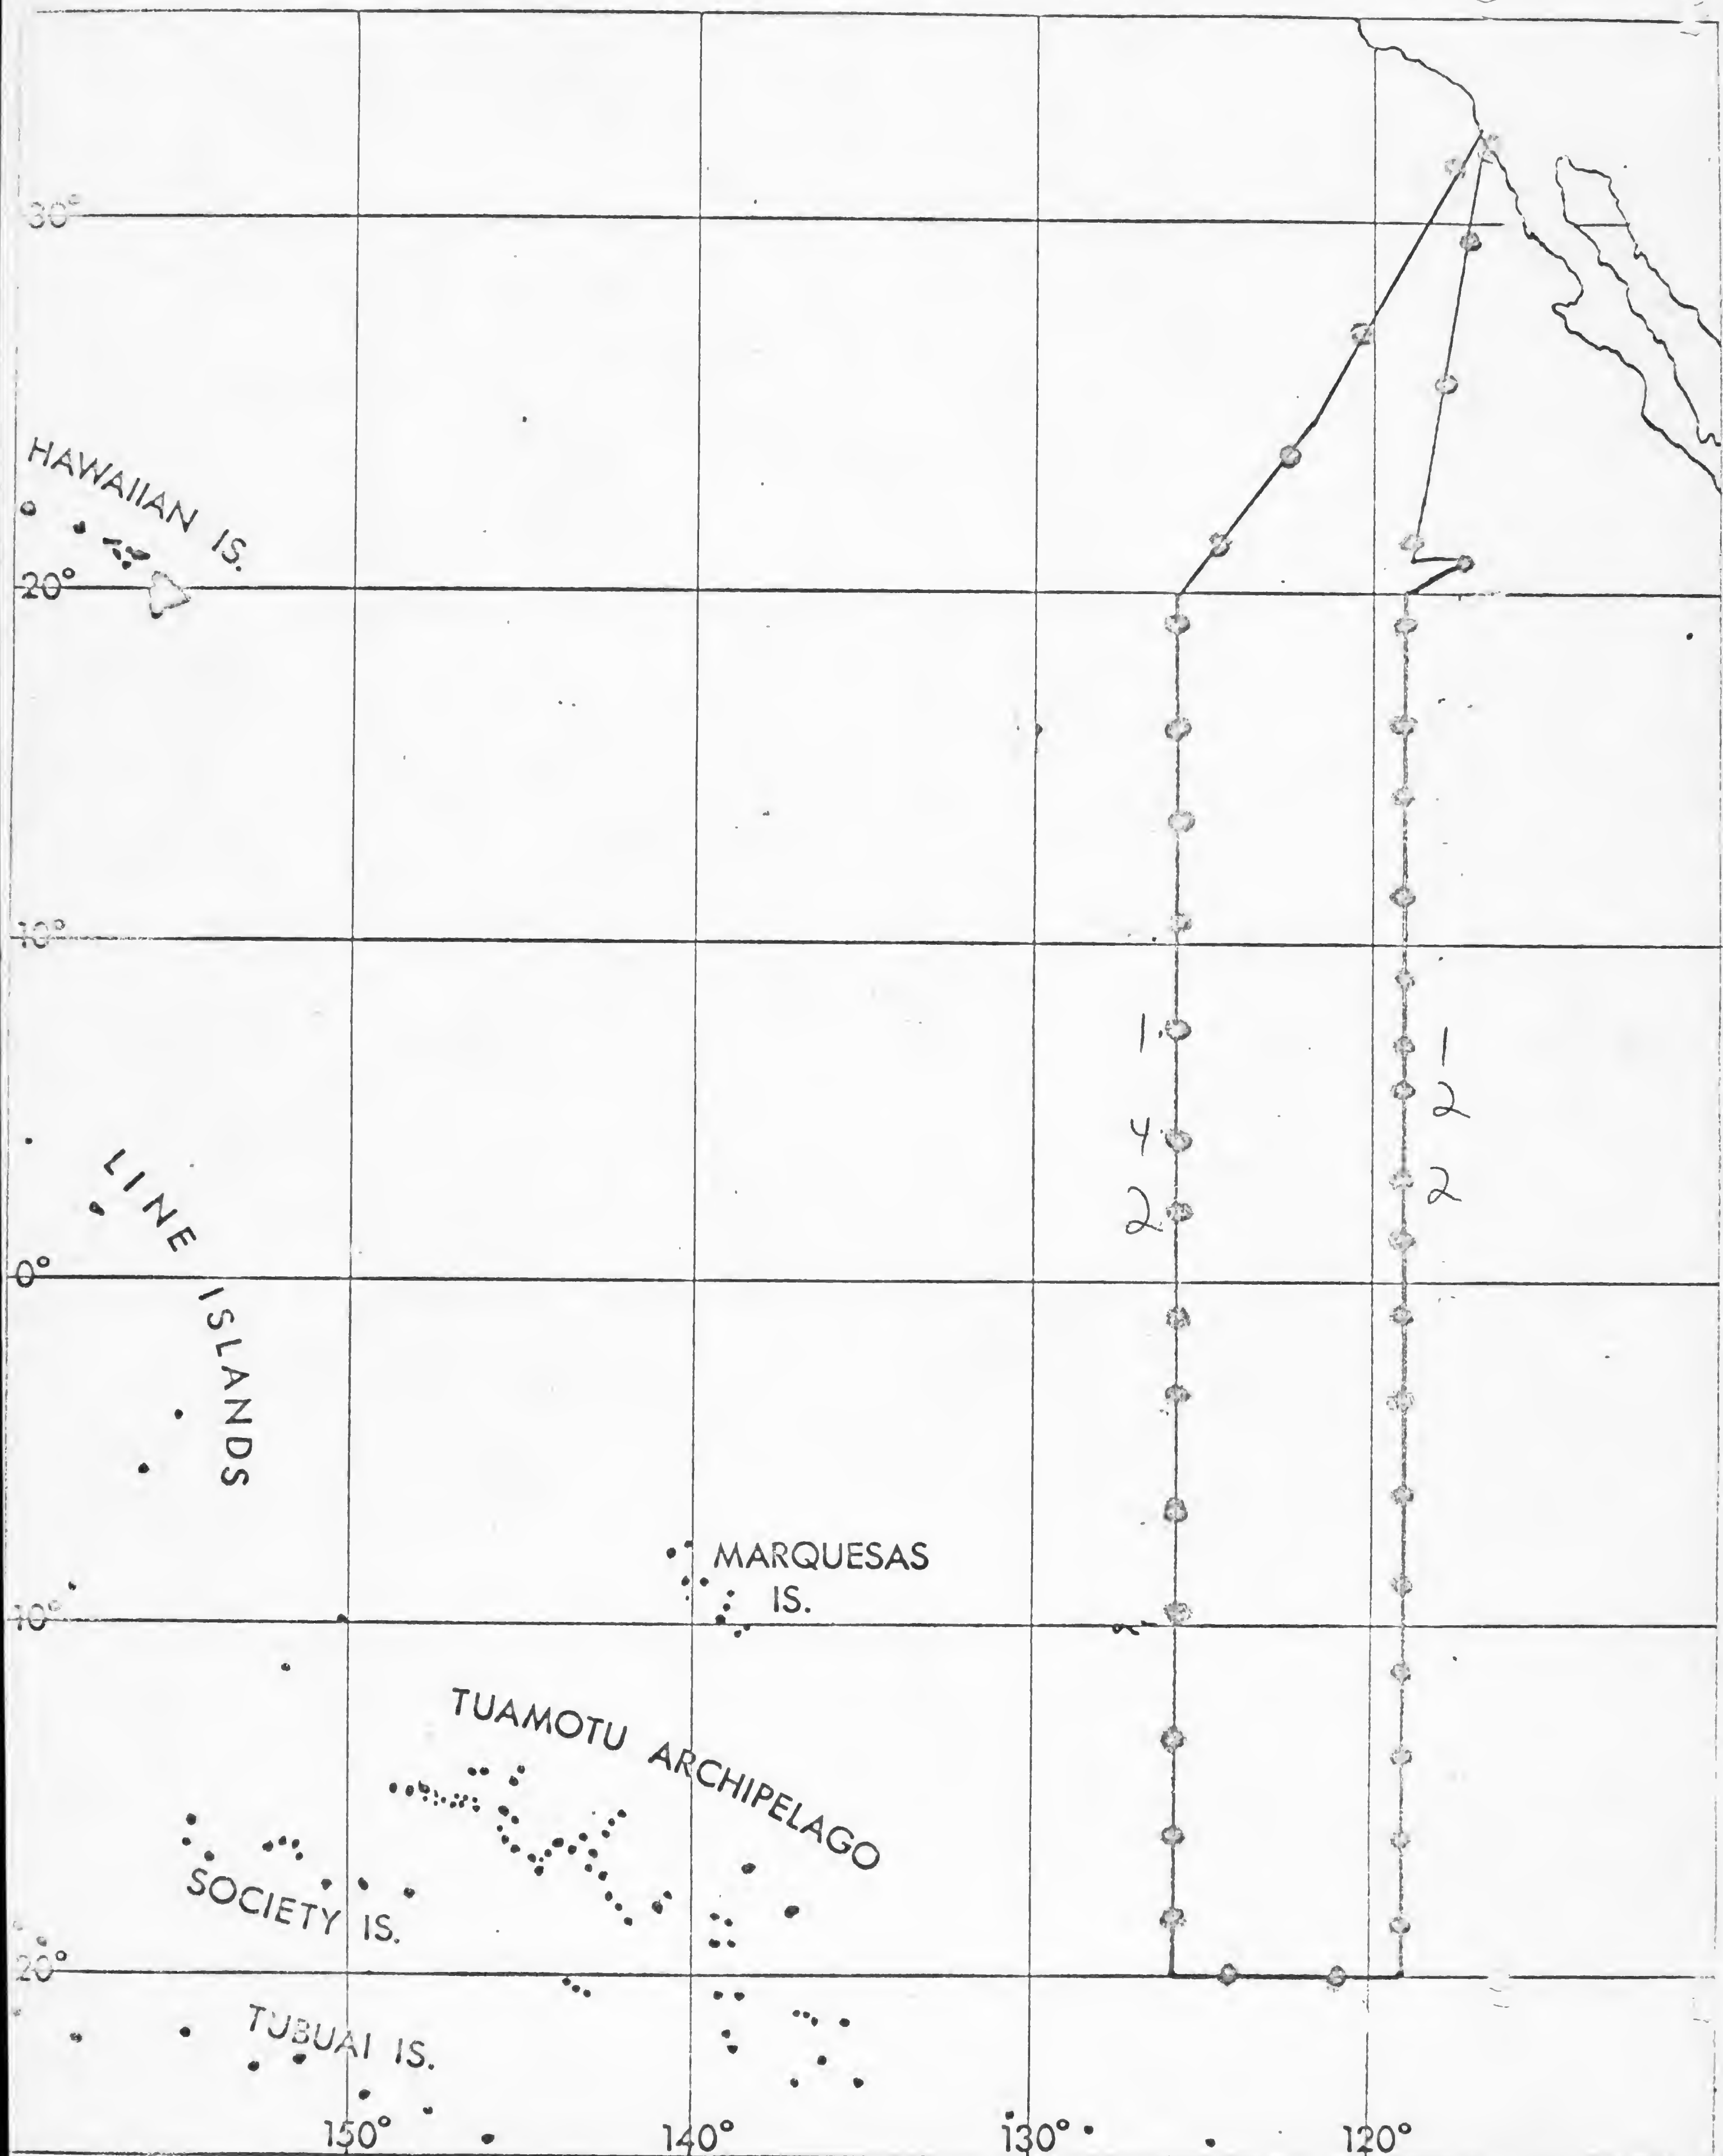 30°
HAWAIIAN IS.
20°
10°
1
1
2
4
2
2
LINE ISLANDS
0°
MARQUESAS
IS.
10°
TUAMOTU ARCHIPELAGO
SOCIETY IS.
20°
TUBUAI IS.
150°
140°
130°
120°